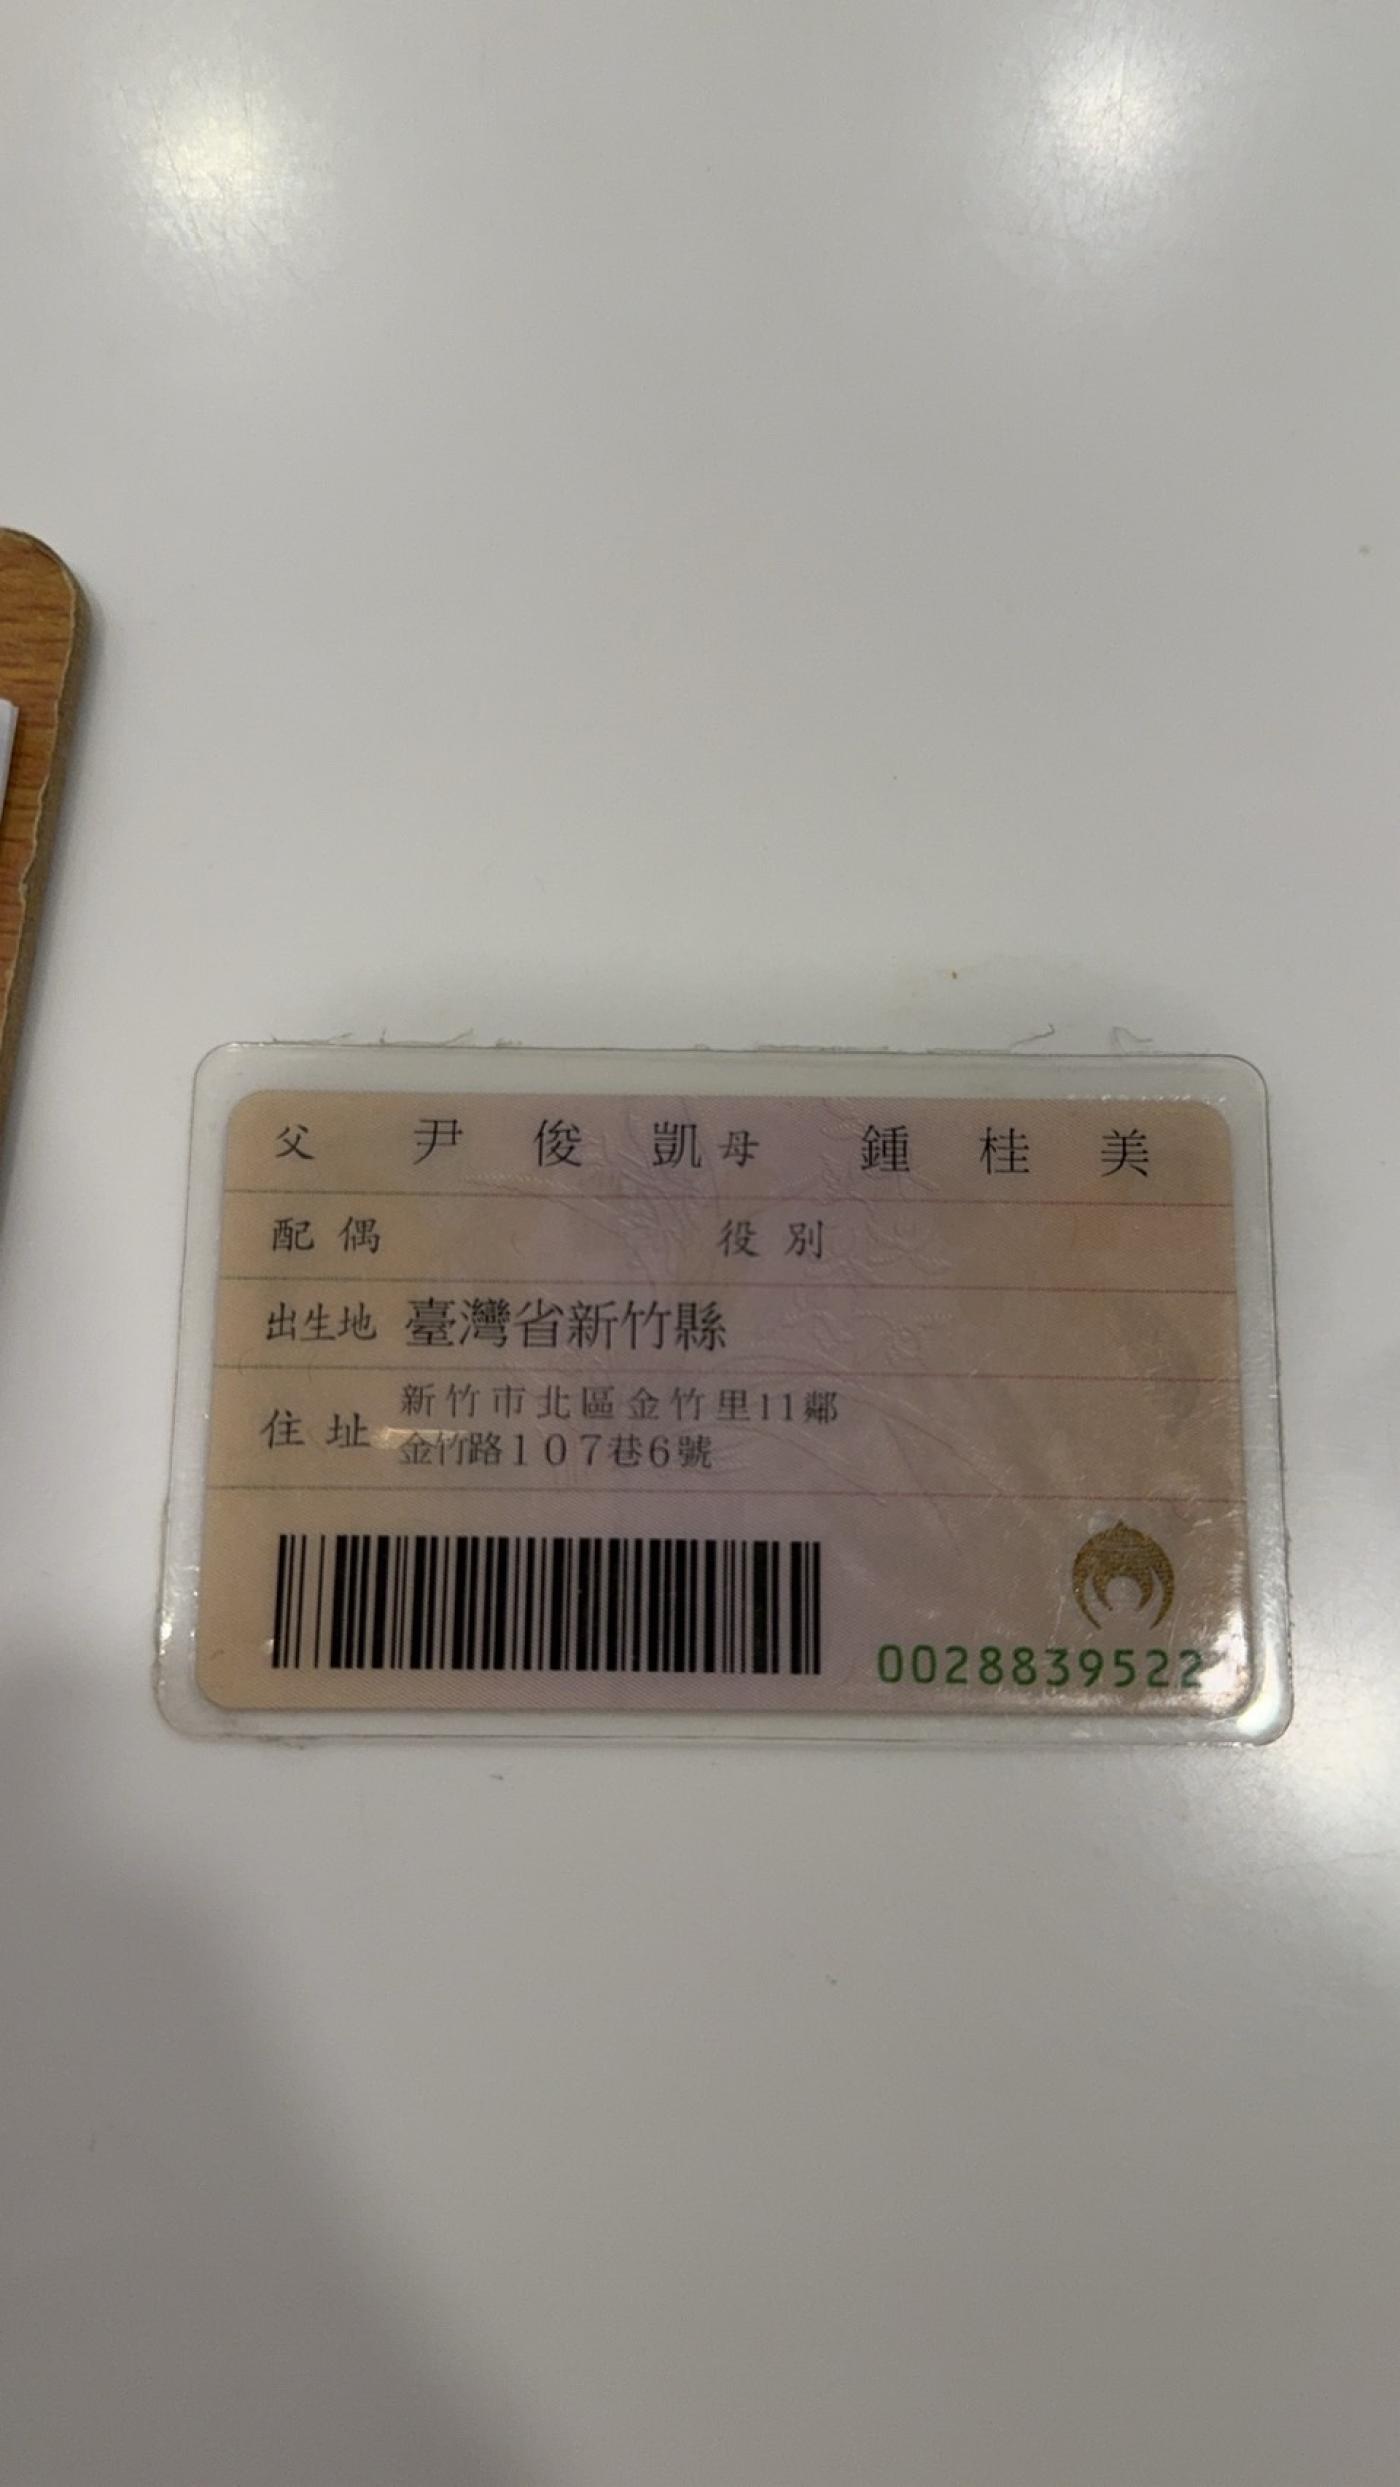 父 尹俊凱 母 鍾桂美
配偶 役別
出生地 臺灣省新竹縣
住址 新竹市北區金竹里11鄰
金竹路107巷6號
0028839522